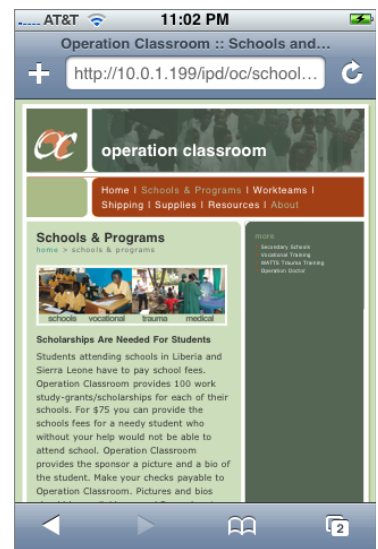 AT&T 11:02 PM
Operation Classroom :: Schools and...
http://10.0.1.199/ipd/oc/school...
oc
operation classroom
Home | Schools & Programs | Workteams |
Shipping | Supplies | Resources | About
Schools & Programs
home > schools & programs
schools vocational trauma medical
Scholarships Are Needed For Students
Students attending schools in Liberia and
Sierra Leone have to pay school fees.
Operation Classroom provides 100 work
study-grants/scholarships for each of their
schools. For $75 you can provide the
schools fees for a needy student who
without your help would not be able to
attend school. Operation Classroom
provides the sponsor a picture and a bio of
the student. Make your checks payable to
Operation Classroom. Pictures and bios
more
Secondary Schools
Vocational Training
WATTS Trauma Training
Operation Doctor
2